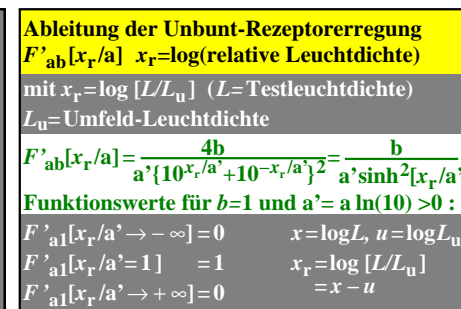 Ableitung der Unbunt-Rezeptorerregung
F’ab[xr/a] xr=log(relative Leuchtdichte)
mit xr=log [L/Lu] (L=Testleuchtdichte)
Lu=Umfeld-Leuchtdichte
F’ab[xr/a]= 4b / a’{10^xr/a’+10^–xr/a’}^2 = b / a’sinh^2[xr/a’
Funktionswerte für b=1 und a’= a ln(10) >0 :
F ’a1[xr/a’→ – ∞]=0 x=logL, u=logLu
F ’a1[xr/a’=1] =1 xr=log [L/Lu]
F ’a1[xr/a’→ + ∞]=0 =x – u